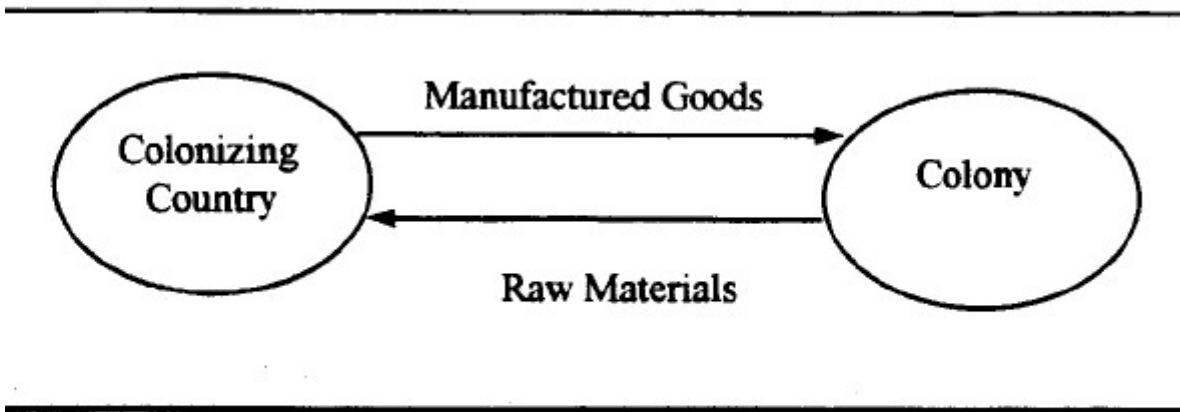 Manufactured Goods
Colonizing
Country
Colony
Raw Materials